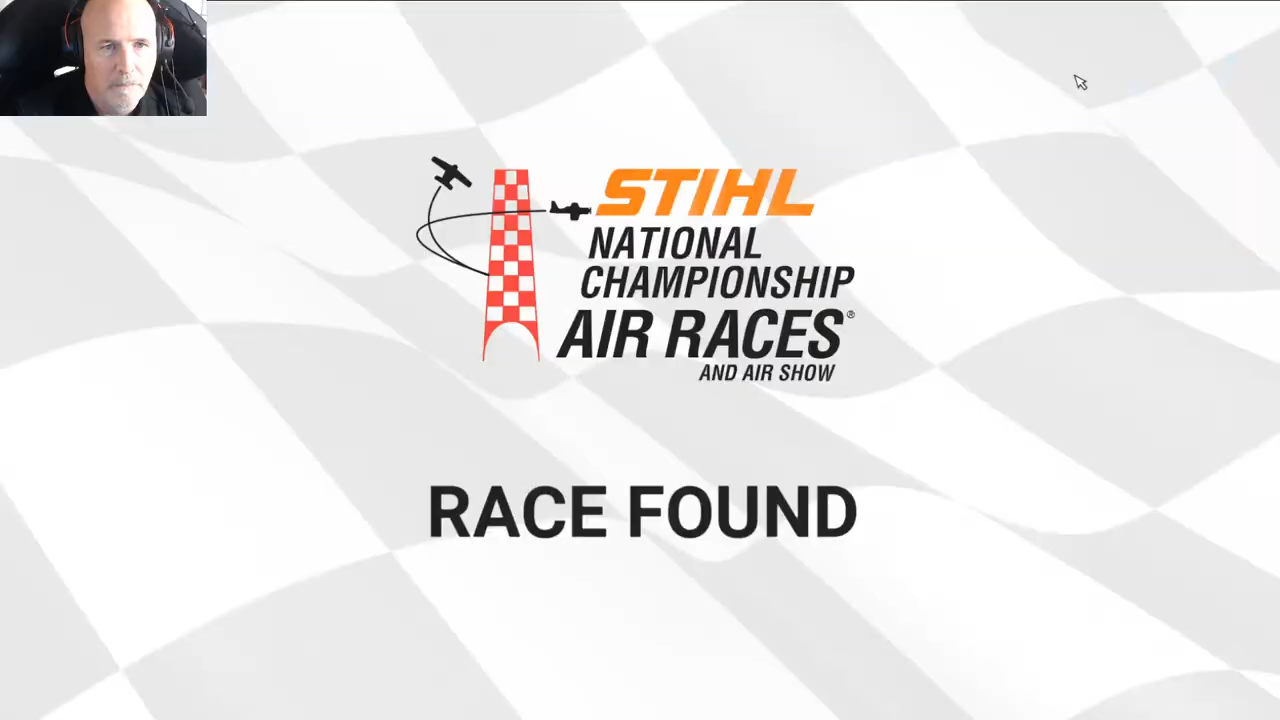 STIHL
NATIONAL
CHAMPIONSHIP
AIR RACES®
AND AIR SHOW
RACE FOUND